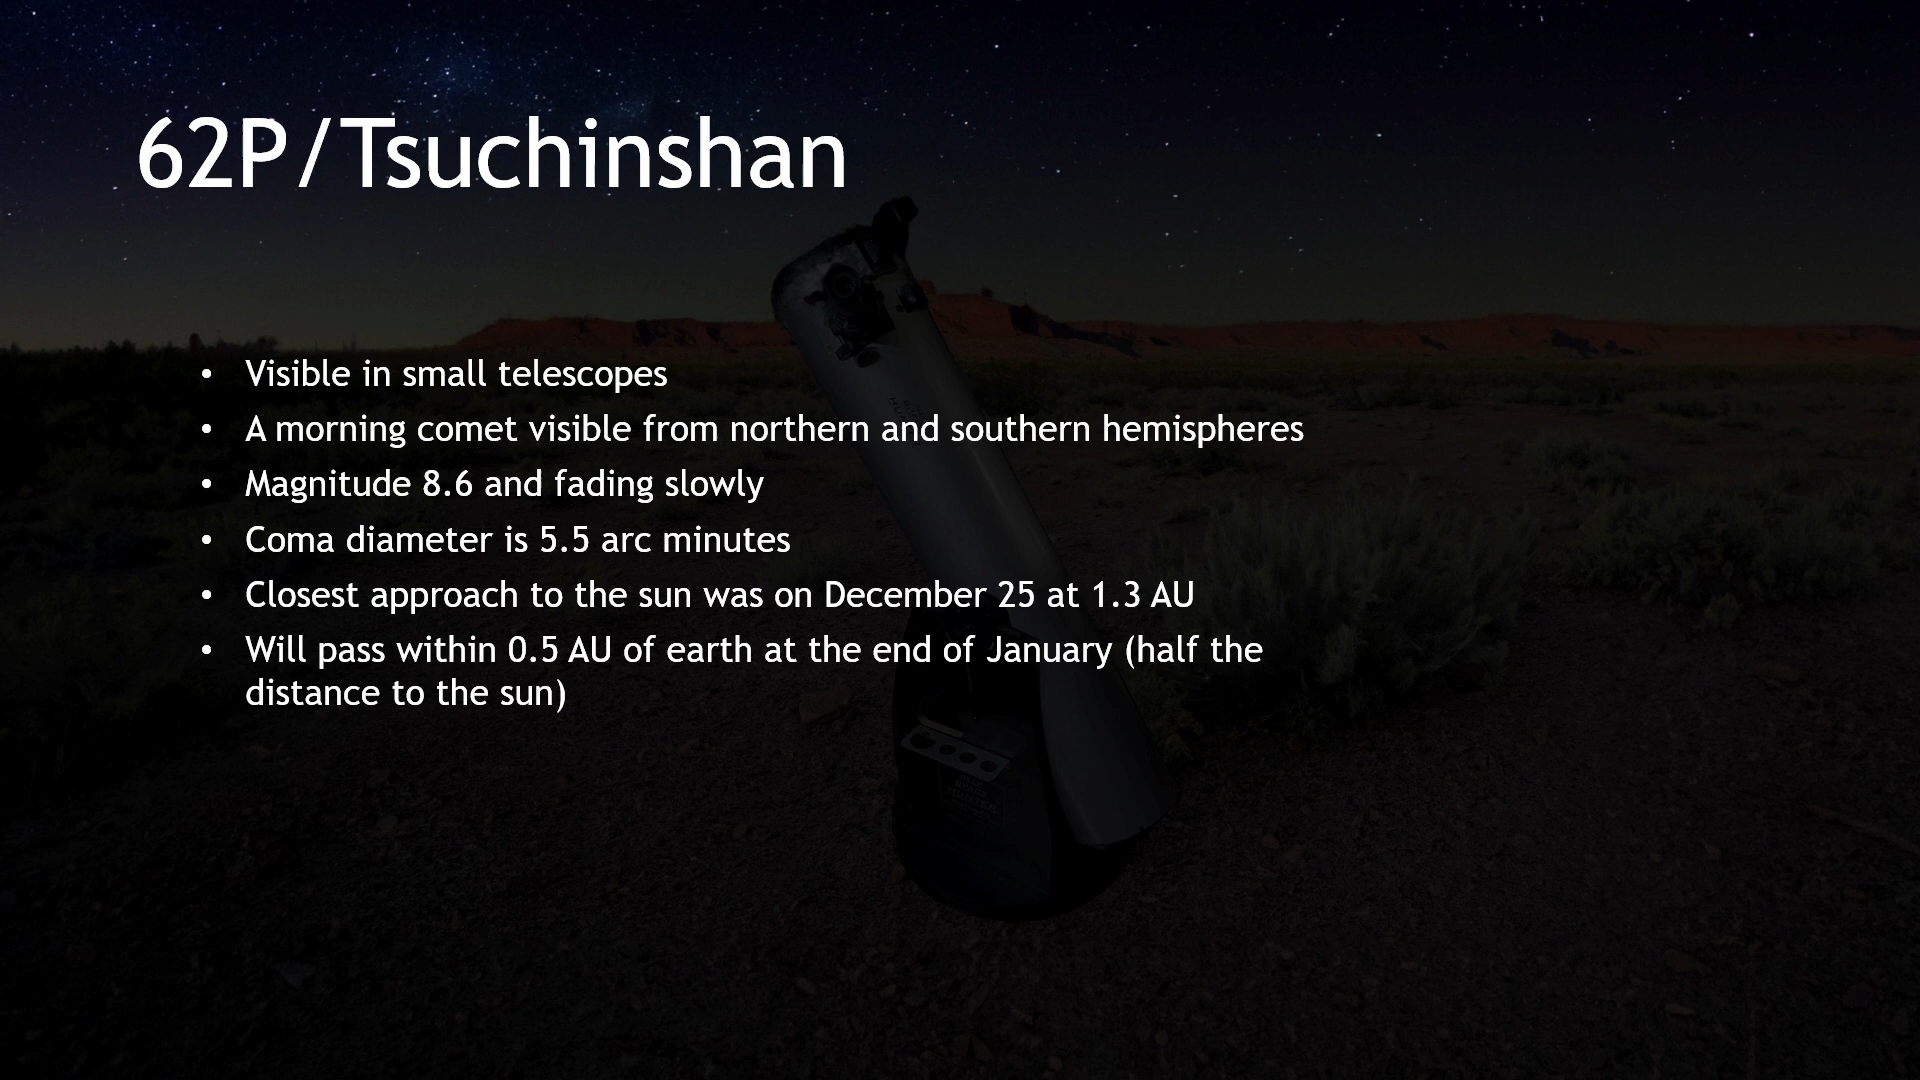 62P/Tsuchinshan
• Visible in small telescopes
• A morning comet visible from northern and southern hemispheres
• Magnitude 8.6 and fading slowly
• Coma diameter is 5.5 arc minutes
• Closest approach to the sun was on December 25 at 1.3 AU
• Will pass within 0.5 AU of earth at the end of January (half the
distance to the sun)